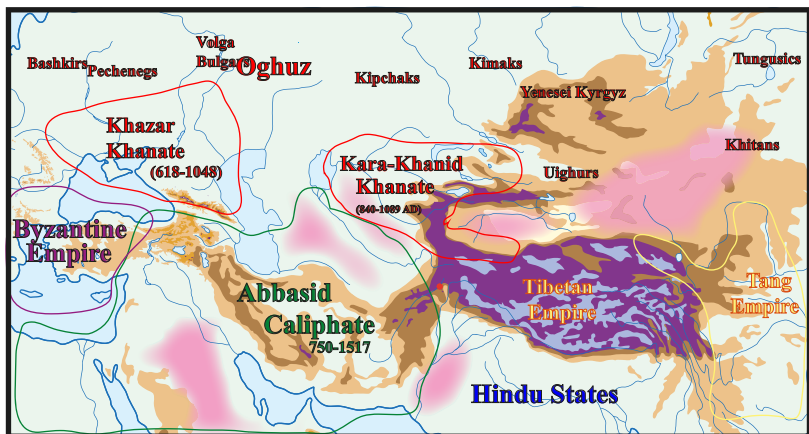 Bashkirs
Pechenegs
Volga
Bulgars
Oghuz
Kipchaks
Kimaks
Tungusics
Yenesei Kyrgyz
Khazar
Khanate
(618-1048)
Kara-Khanid
Khanate
(840-1089 AD)
Uighurs
Khitans
Byzantine
Empire
Abbasid
Caliphate
750-1517
Tibetan
Empire
Tang
Empire
Hindu States